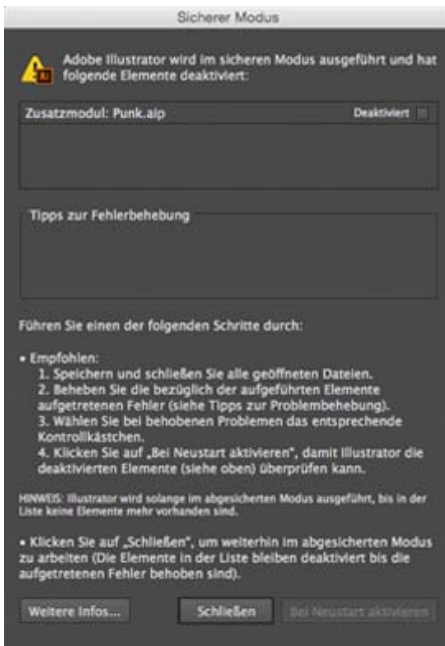 Sicherer Modus
Adobe Illustrator wird im sicheren Modus ausgeführt und hat
folgende Elemente deaktiviert:
Zusatzmodul: Punk.aip
Deaktiviert
Tipps zur Fehlerbehebung
Führen Sie einen der folgenden Schritte durch:
• Empfohlen:
1. Speichern und schließen Sie alle geöffneten Dateien.
2. Beheben Sie die bezüglich der aufgeführten Elemente
aufgetretenen Fehler (siehe Tipps zur Problembehebung).
3. Wählen Sie bei behobenen Problemen das entsprechende
Kontrollkästchen.
4. Klicken Sie auf „Bei Neustart aktivieren", damit Illustrator die
deaktivierten Elemente (siehe oben) überprüfen kann.
HINWEIS: Illustrator wird solange im abgesicherten Modus ausgeführt, bis in der
Liste keine Elemente mehr vorhanden sind.
• Klicken Sie auf „Schließen", um weiterhin im abgesicherten Modus
zu arbeiten (Die Elemente in der Liste bleiben deaktiviert bis die
aufgetretenen Fehler behoben sind).
Weitere Infos...
Schließen
Bei Neustart aktivieren